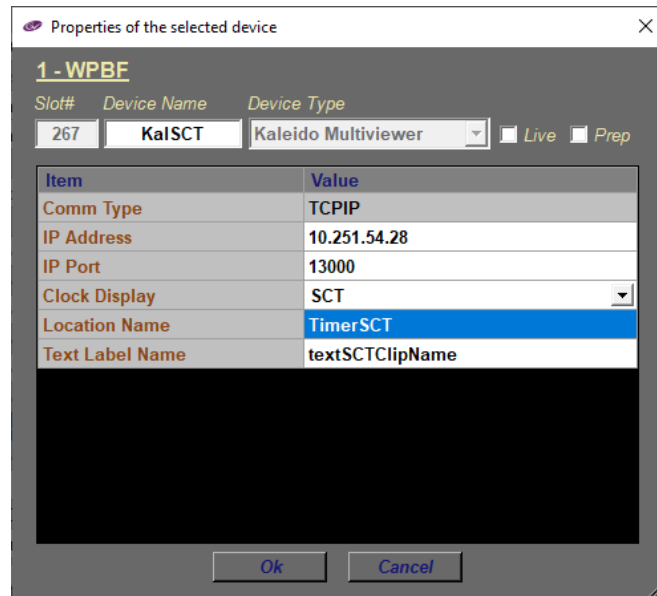 Properties of the selected device
1 - WPBF
Slot# Device Name Device Type
267 KalSCT Kaleido Multiviewer Live Prep
Item Value
Comm Type TCPIP
IP Address 10.251.54.28
IP Port 13000
Clock Display SCT
Location Name TimerSCT
Text Label Name textSCTClipName
Ok Cancel